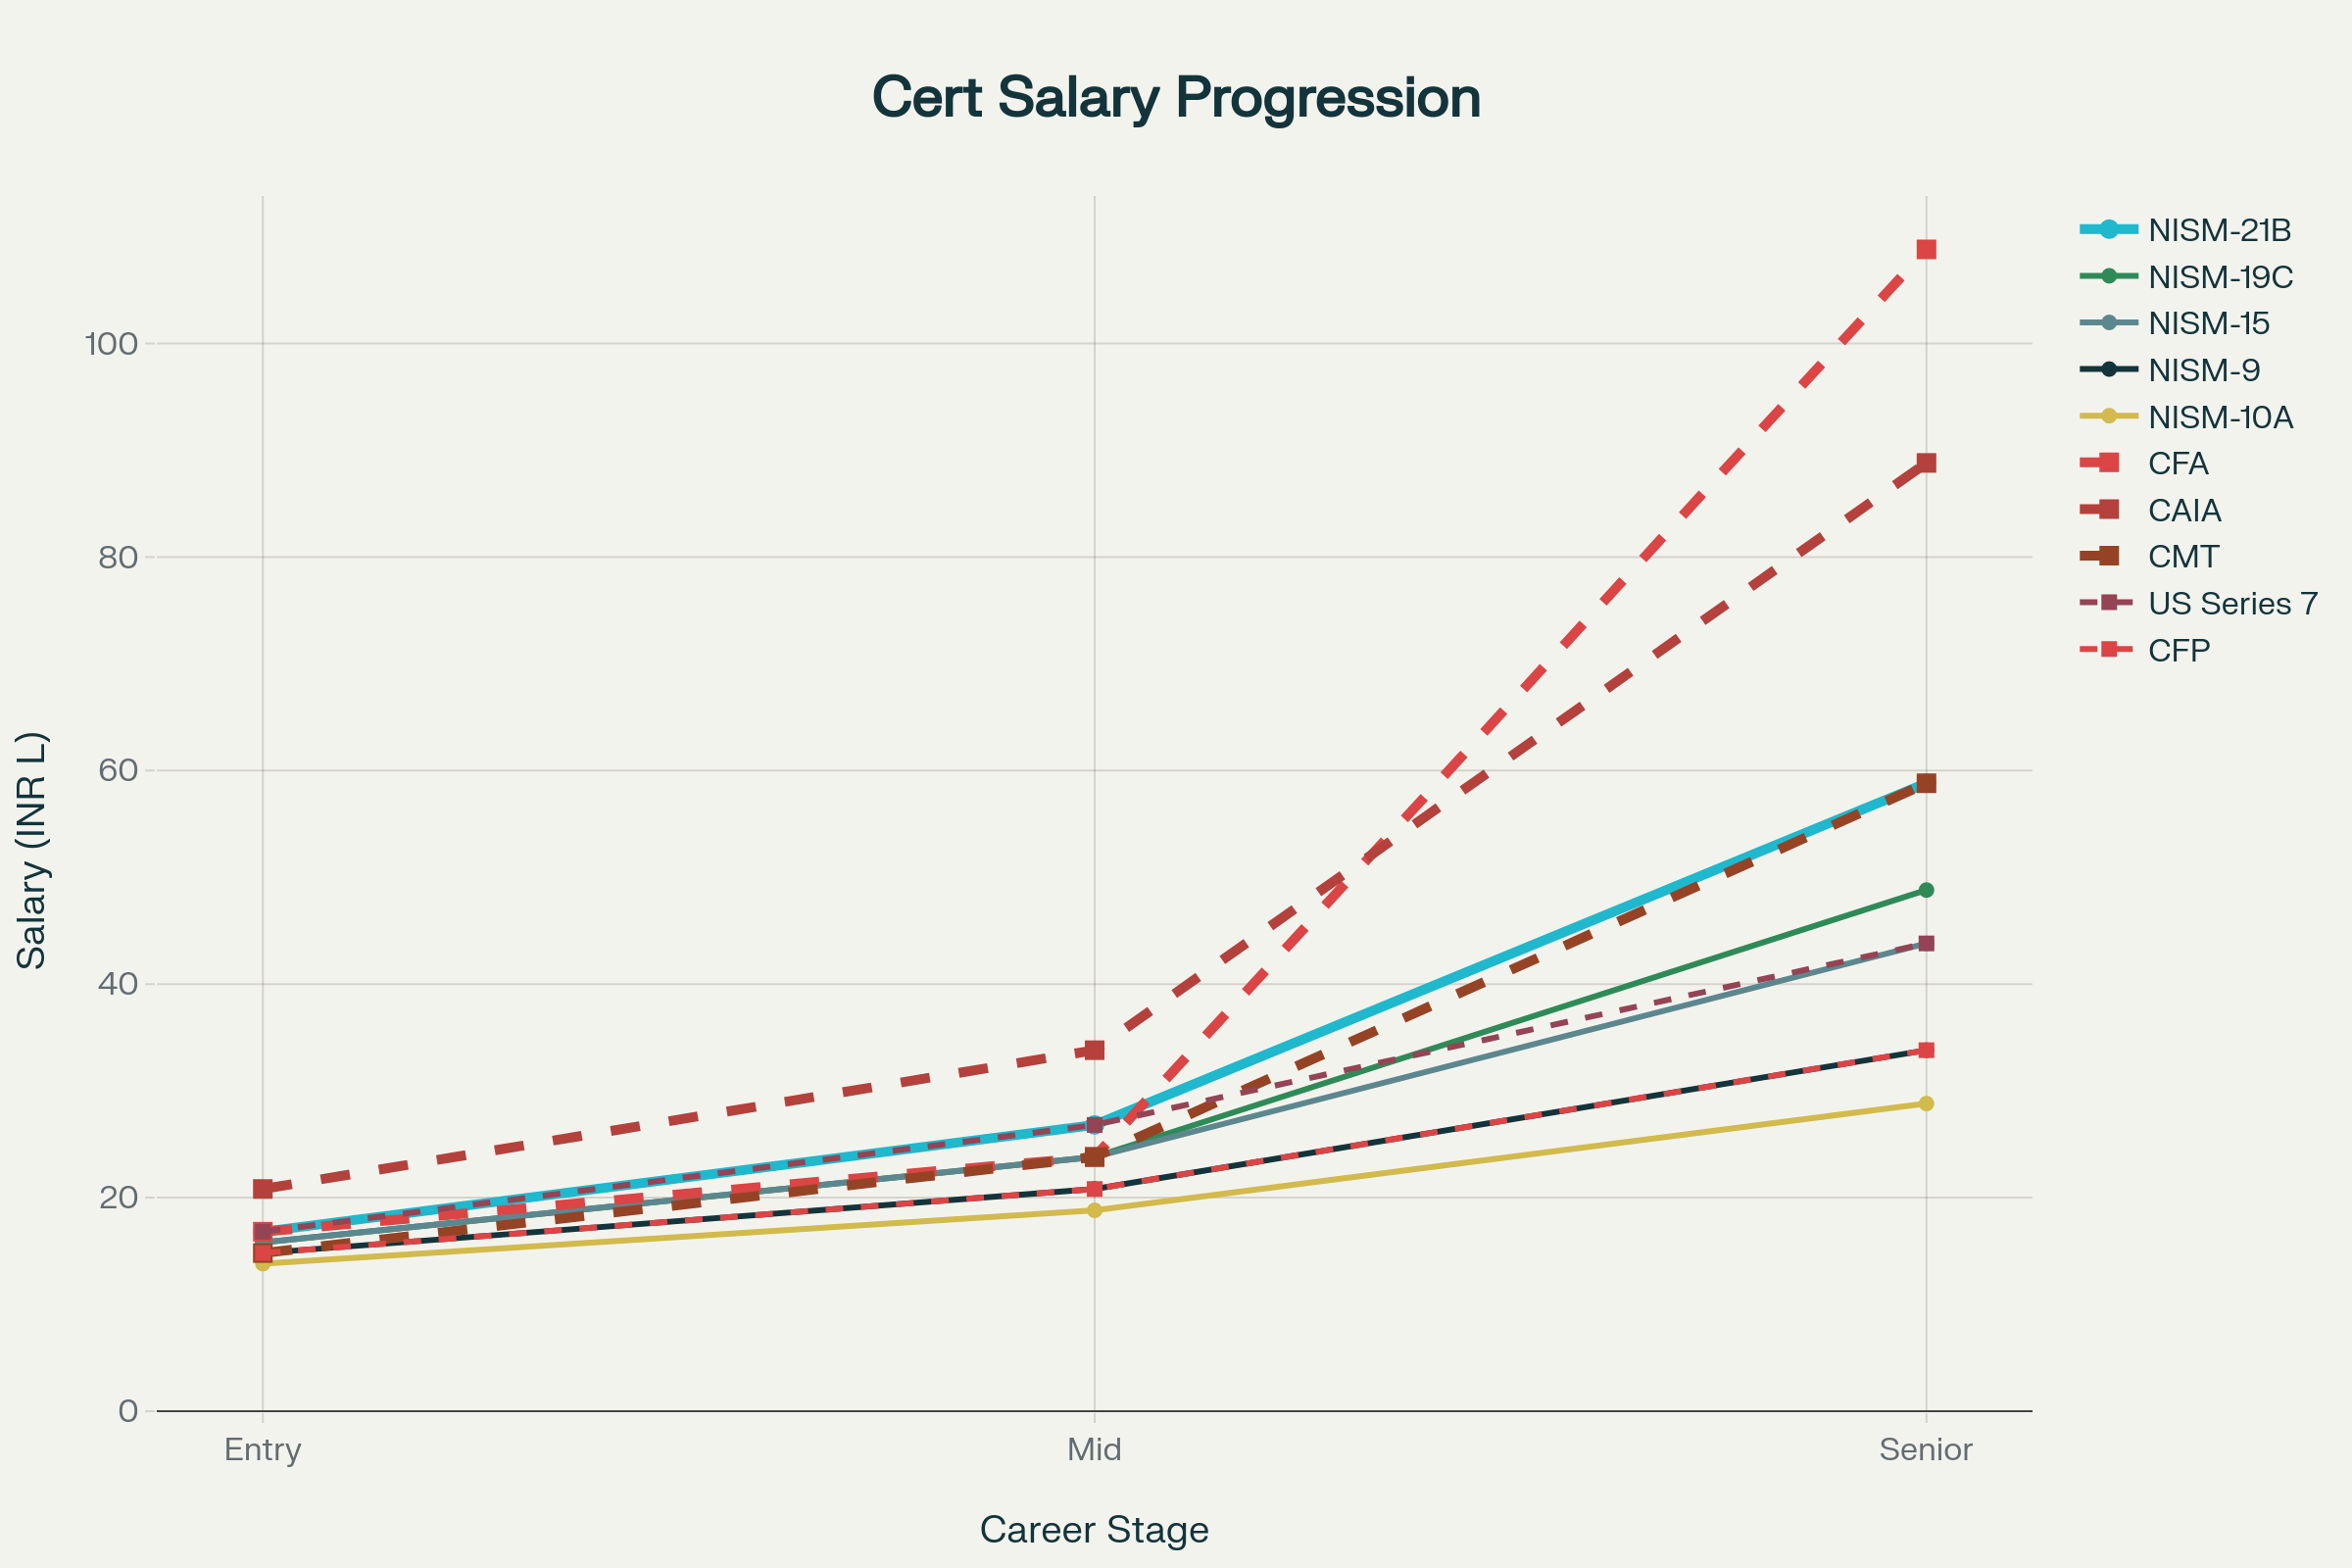 Cert Salary Progression
NISM-21B
NISM-19C
NISM-15
NISM-9
NISM-10A
CFA
CAIA
CMT
US Series 7
CFP
Salary (INR L)
100
80
60
40
20
0
Entry
Mid
Senior
Career Stage